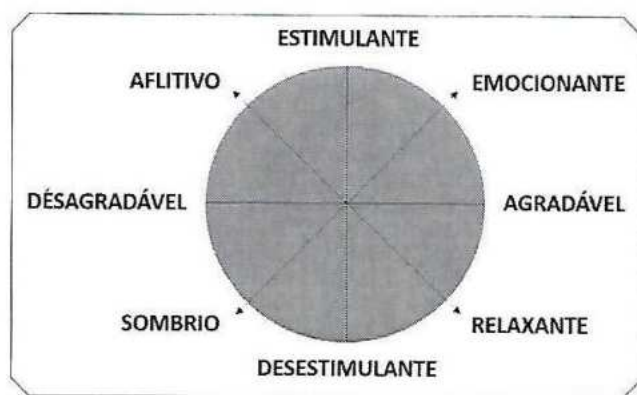 ESTIMULANTE
AFLITIVO
EMOCIONANTE
DÉSAGRADÁVEL
AGRADÁVEL
SOMBRIO
RELAXANTE
DESESTIMULANTE